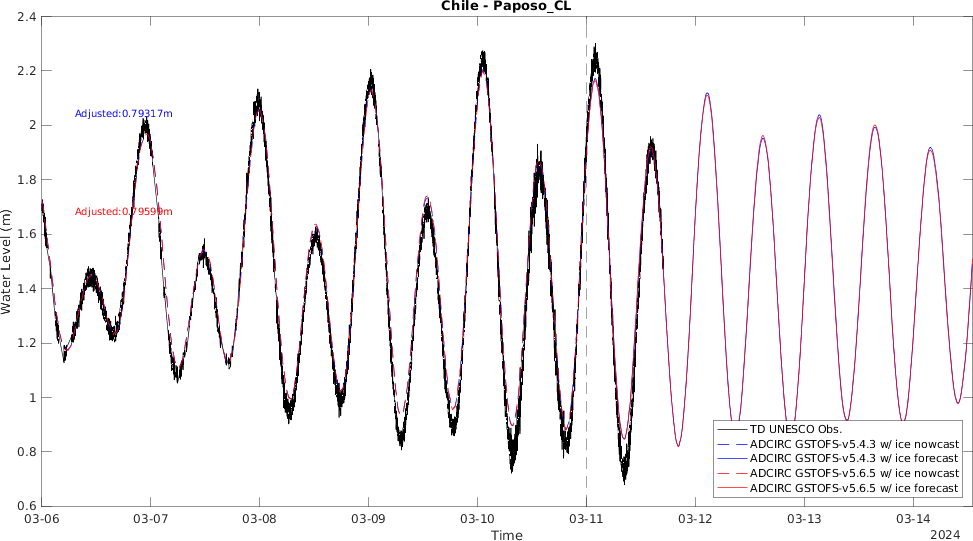 Chile - Paposo_CL
2.4
2.2
2
1.8
1.6
1.4
1.2
1
0.8
0.6
Water Level (m)
Adjusted:0.79317m
Adjusted:0.79599m
TD UNESCO Obs.
ADCIRC GSTOFS-v5.4.3 w/ ice nowcast
ADCIRC GSTOFS-v5.4.3 w/ ice forecast
ADCIRC GSTOFS-v5.6.5 w/ ice nowcast
ADCIRC GSTOFS-v5.6.5 w/ ice forecast
03-06 03-07 03-08 03-09 03-10 03-11 03-12 03-13 03-14
Time
2024